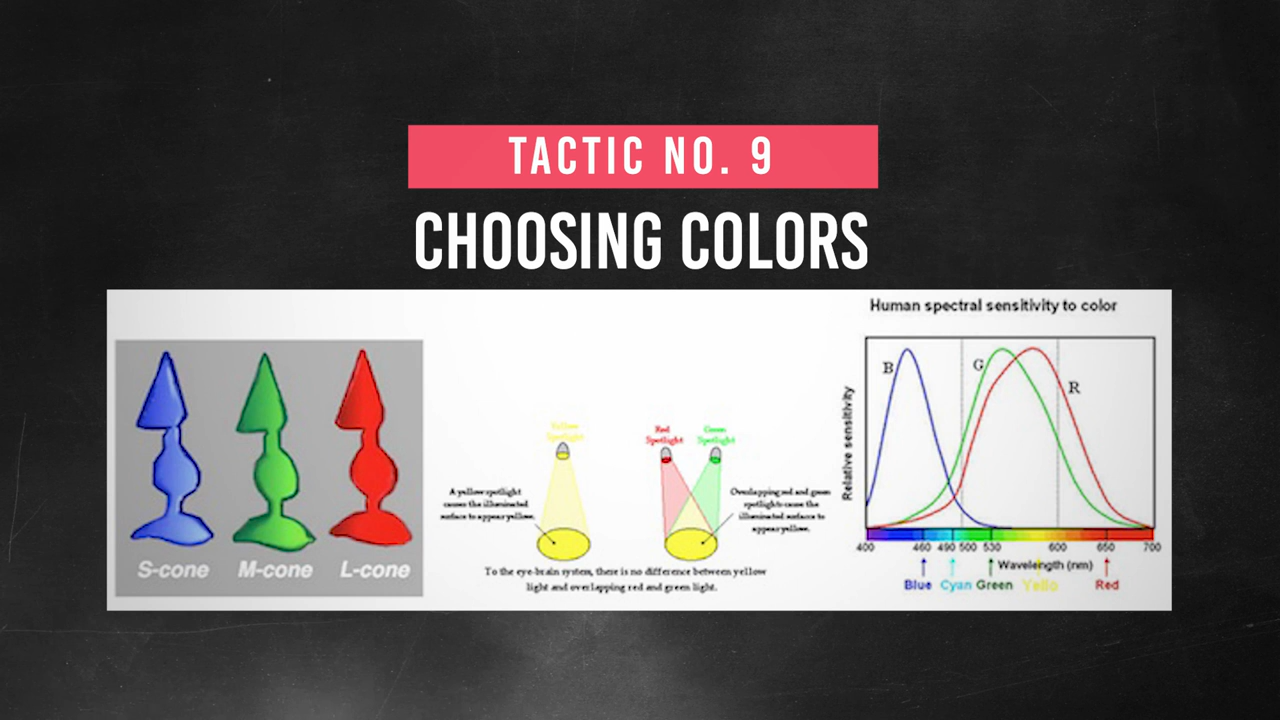 TACTIC NO. 9
CHOOSING COLORS
S-cone M-cone L-cone
Yellow
Spotlight
A yellow spotlight
causes the illuminated
surface to appear yellow.
Red
Spotlight
Green
Spotlight
Overlapping red and green
spotlights cause the
illuminated surface to
appear yellow.
To the eye-brain system, there is no difference between yellow
light and overlapping red and green light.
Human spectral sensitivity to color
Relative sensitivity
B
G
R
400 460 490 500 530 600 650 700
Wavelength (nm)
Blue Cyan Green Yello Red